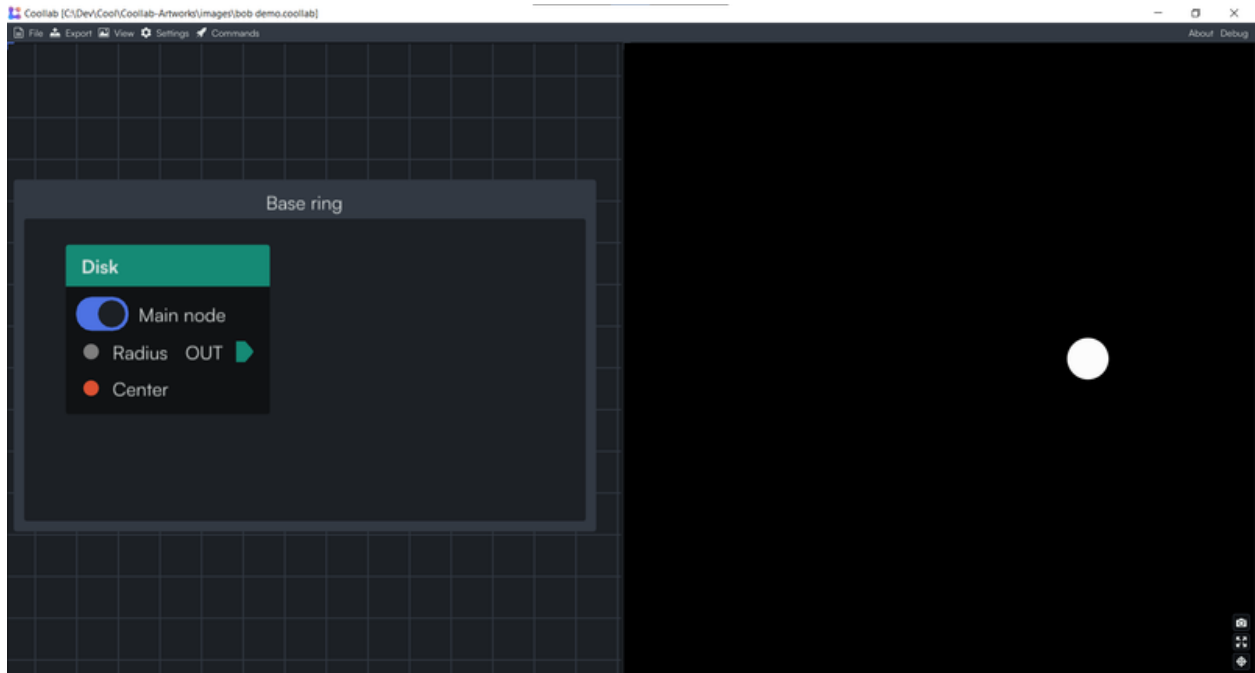 Coollab [C:\Dev\Cool\Coollab-Artworks\images\bob demo.coollab]
File Export View Settings Commands About Debug
Base ring
Disk
Main node
Radius OUT
Center